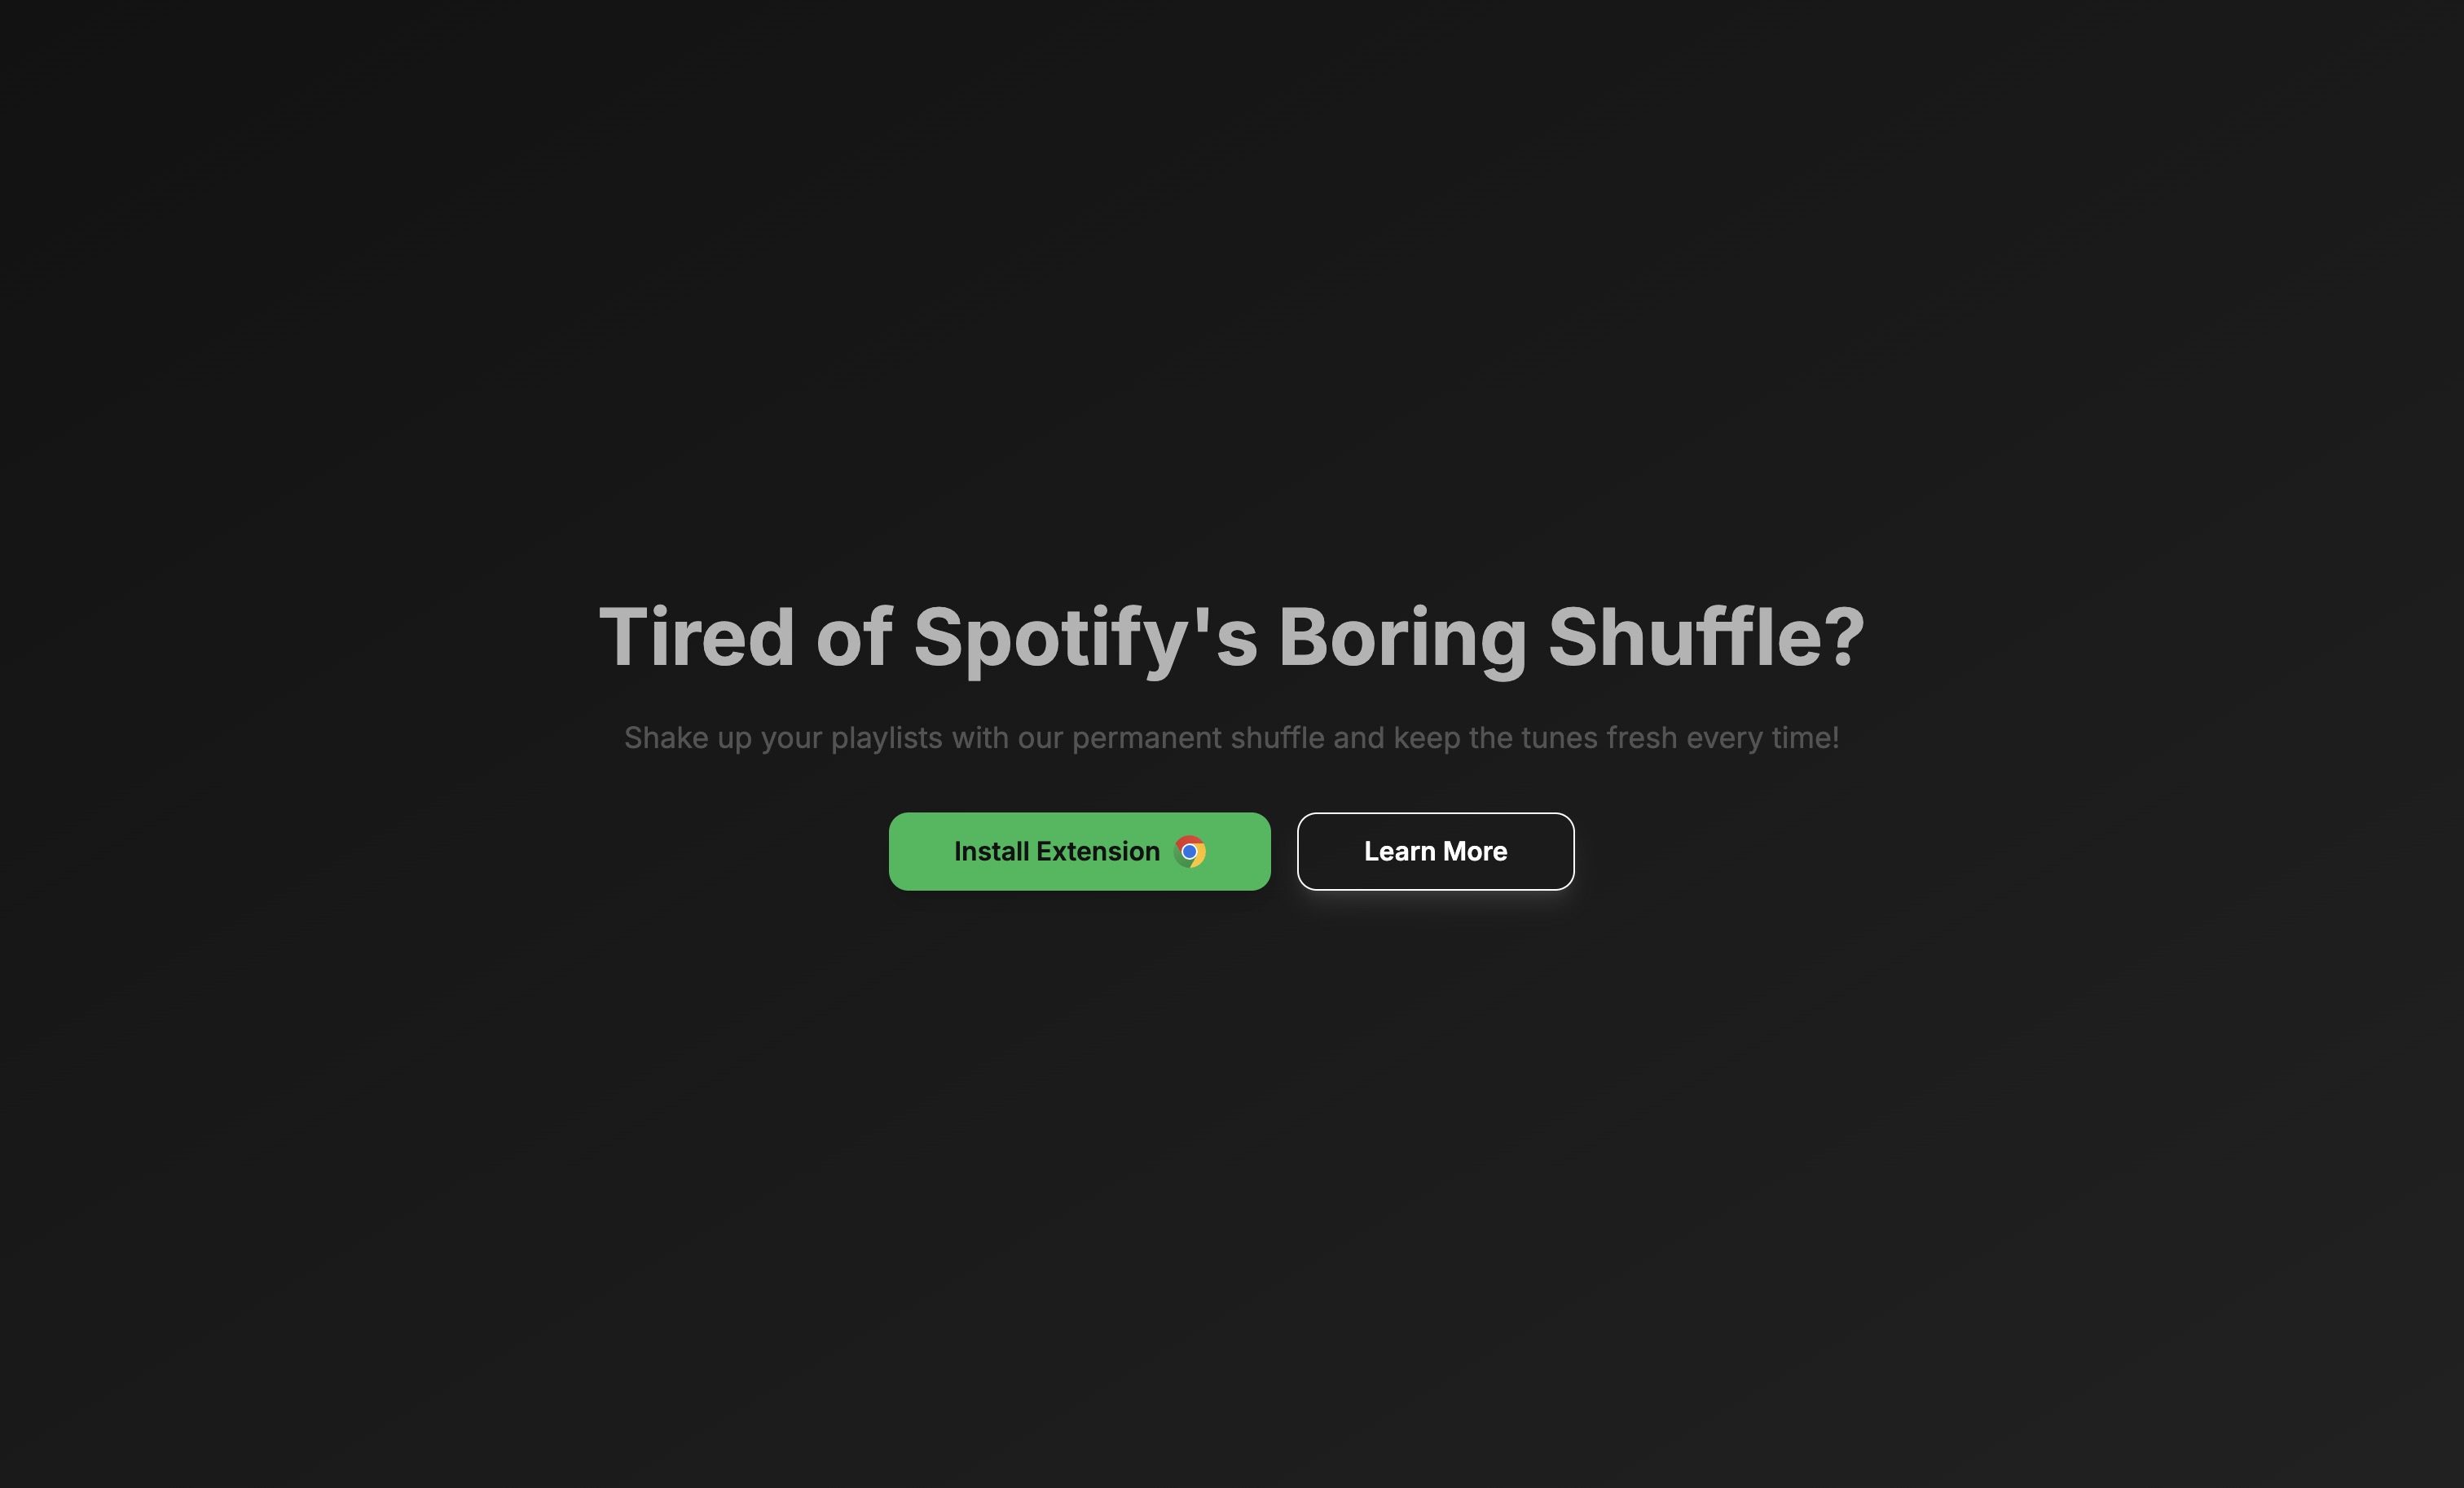 Tired of Spotify's Boring Shuffle?
Shake up your playlists with our permanent shuffle and keep the tunes fresh every time!
Install Extension
Learn More